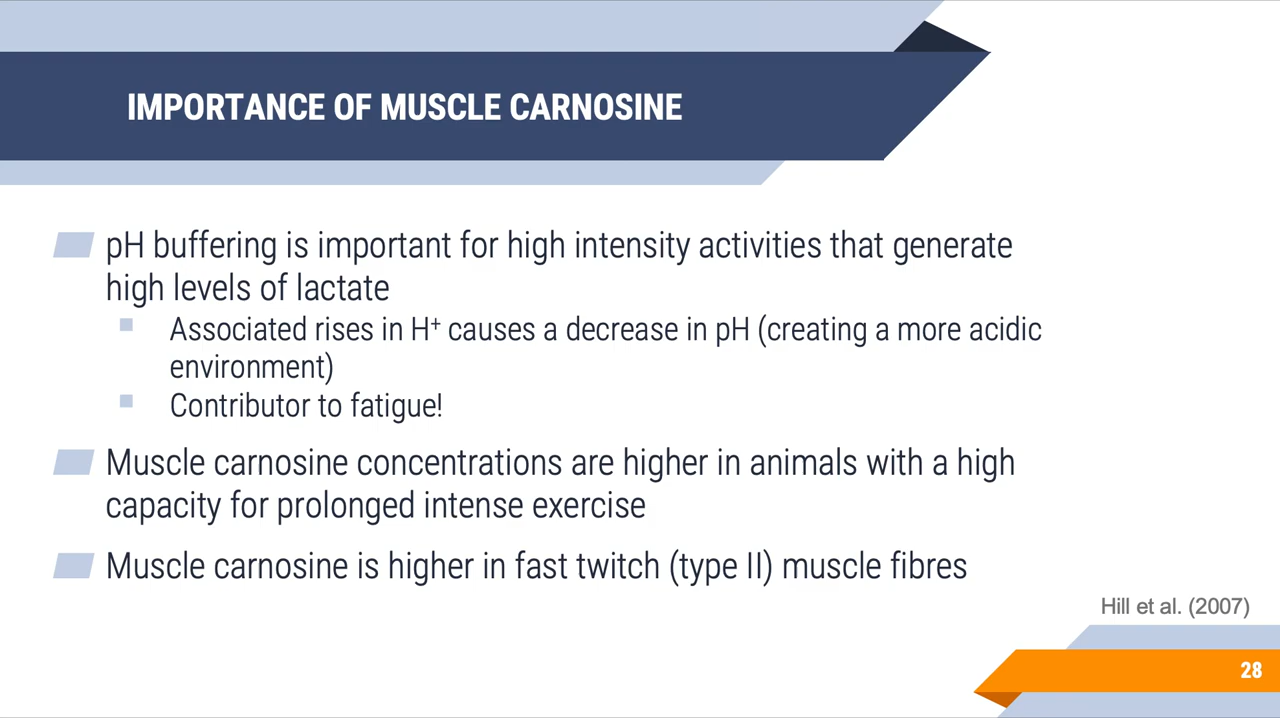 IMPORTANCE OF MUSCLE CARNOSINE
pH buffering is important for high intensity activities that generate
high levels of lactate
Associated rises in H⁺ causes a decrease in pH (creating a more acidic
environment)
Contributor to fatigue!
Muscle carnosine concentrations are higher in animals with a high
capacity for prolonged intense exercise
Muscle carnosine is higher in fast twitch (type II) muscle fibres
Hill et al. (2007)
28